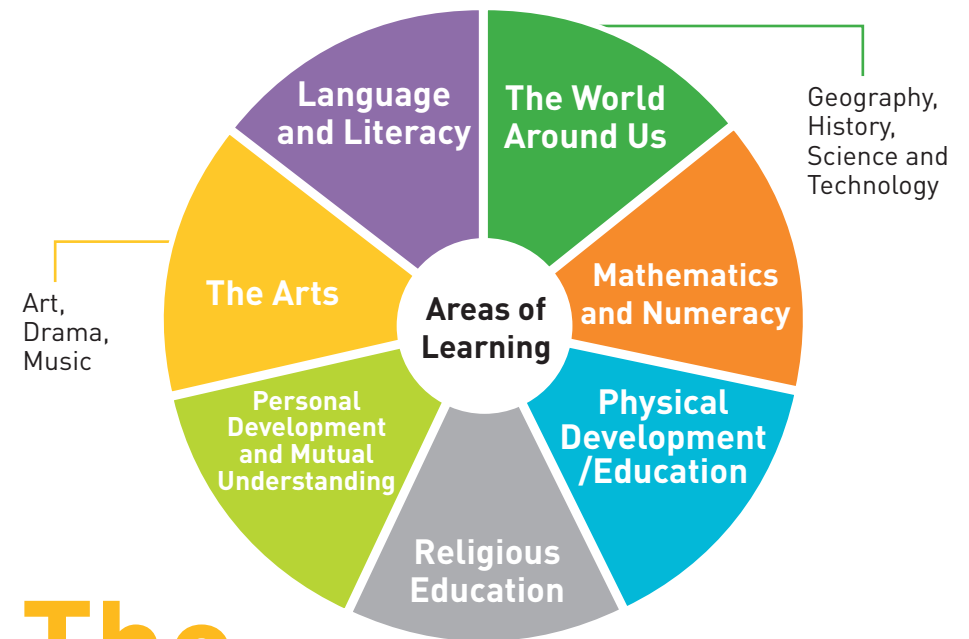 Language
and Literacy
The World
Around Us
Geography,
History,
Science and
Technology
Mathematics
and Numeracy
The Arts
Art,
Drama,
Music
Areas of
Learning
Personal
Development
and Mutual
Understanding
Physical
Development
/Education
Religious
Education
The